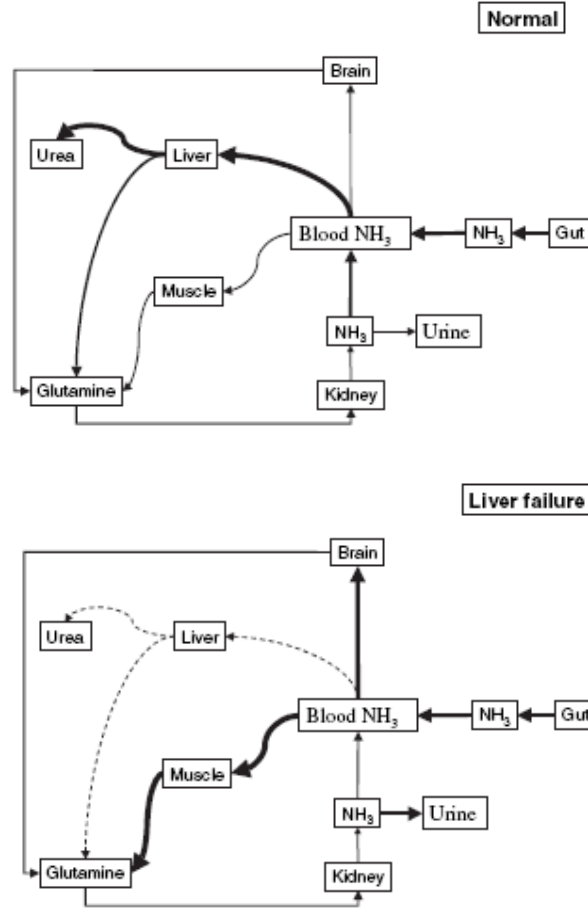 Normal
Brain
Urea
Liver
Blood NH3
NH3
Gut
Muscle
NH3
Urine
Glutamine
Kidney
Liver failure
Brain
Urea
Liver
Blood NH3
NH3
Gut
Muscle
NH3
Urine
Glutamine
Kidney